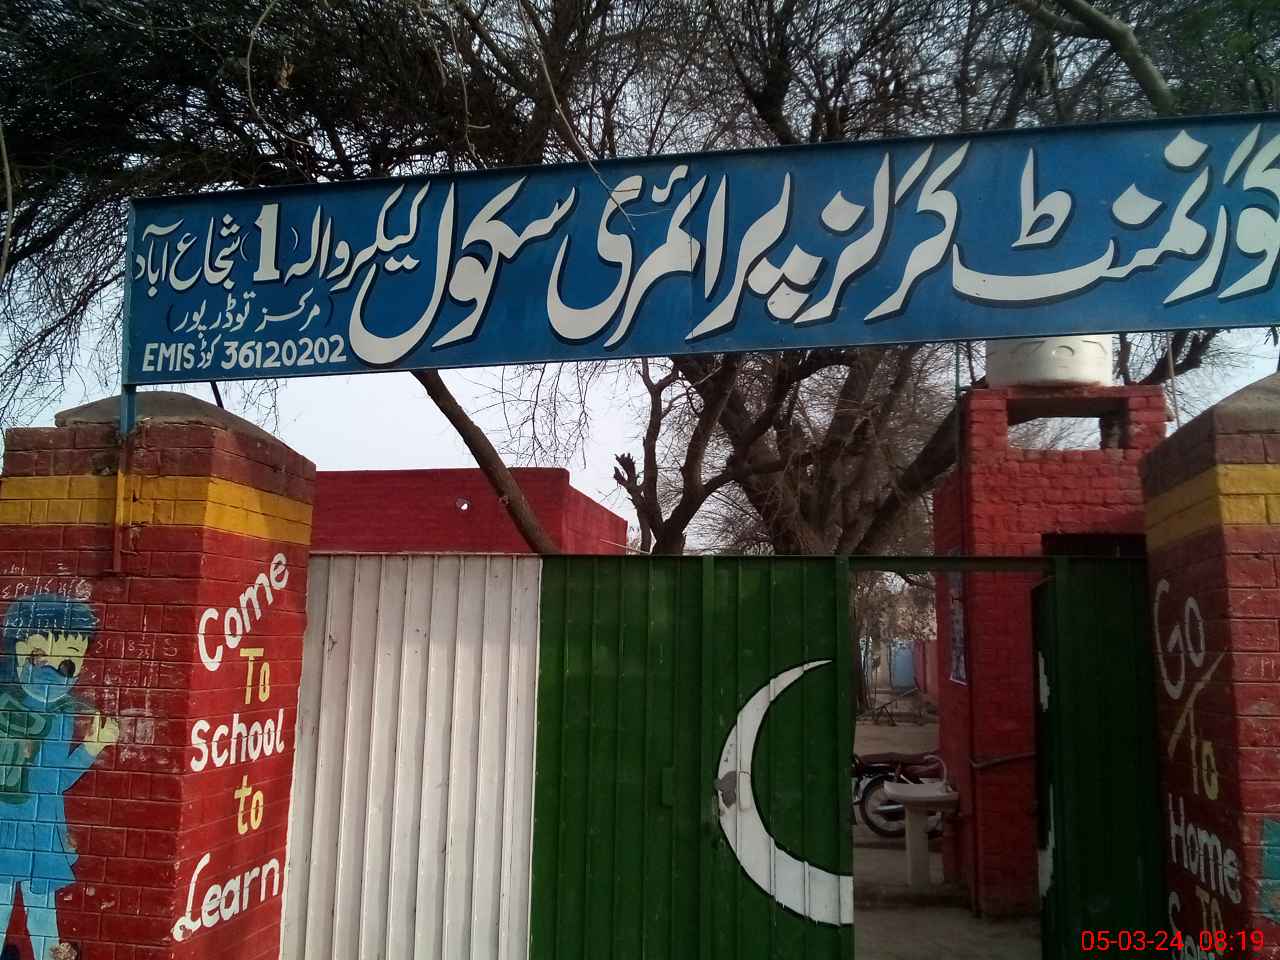 گورنمنٹ گرلز پرائمری سکول لیکروالہ (1) شجاع آباد
(مرکز توڈرپور)
EMIS کوڈ 36120202
Come
To
School
to
Learn
Go
To
Home
To
05-03-24 08:19